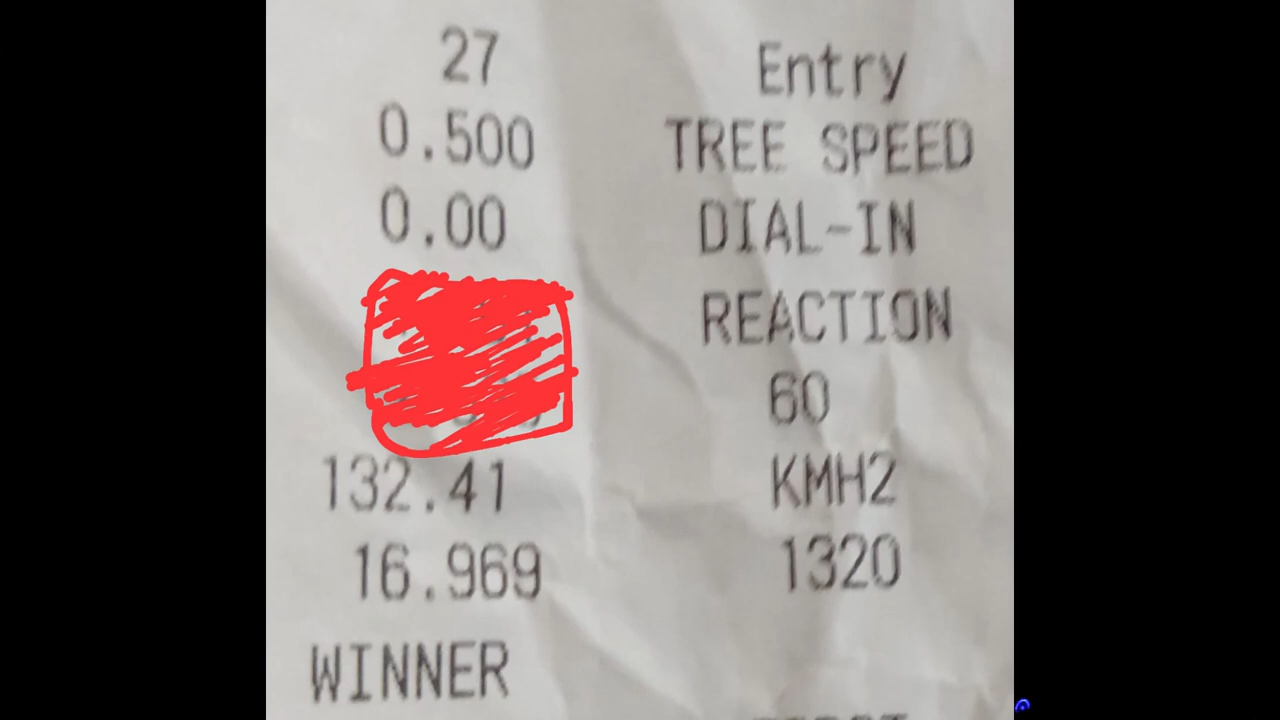 27 Entry
0.500 TREE SPEED
0.00 DIAL-IN
REACTION
60
132.41 KMH2
16.969 1320
WINNER